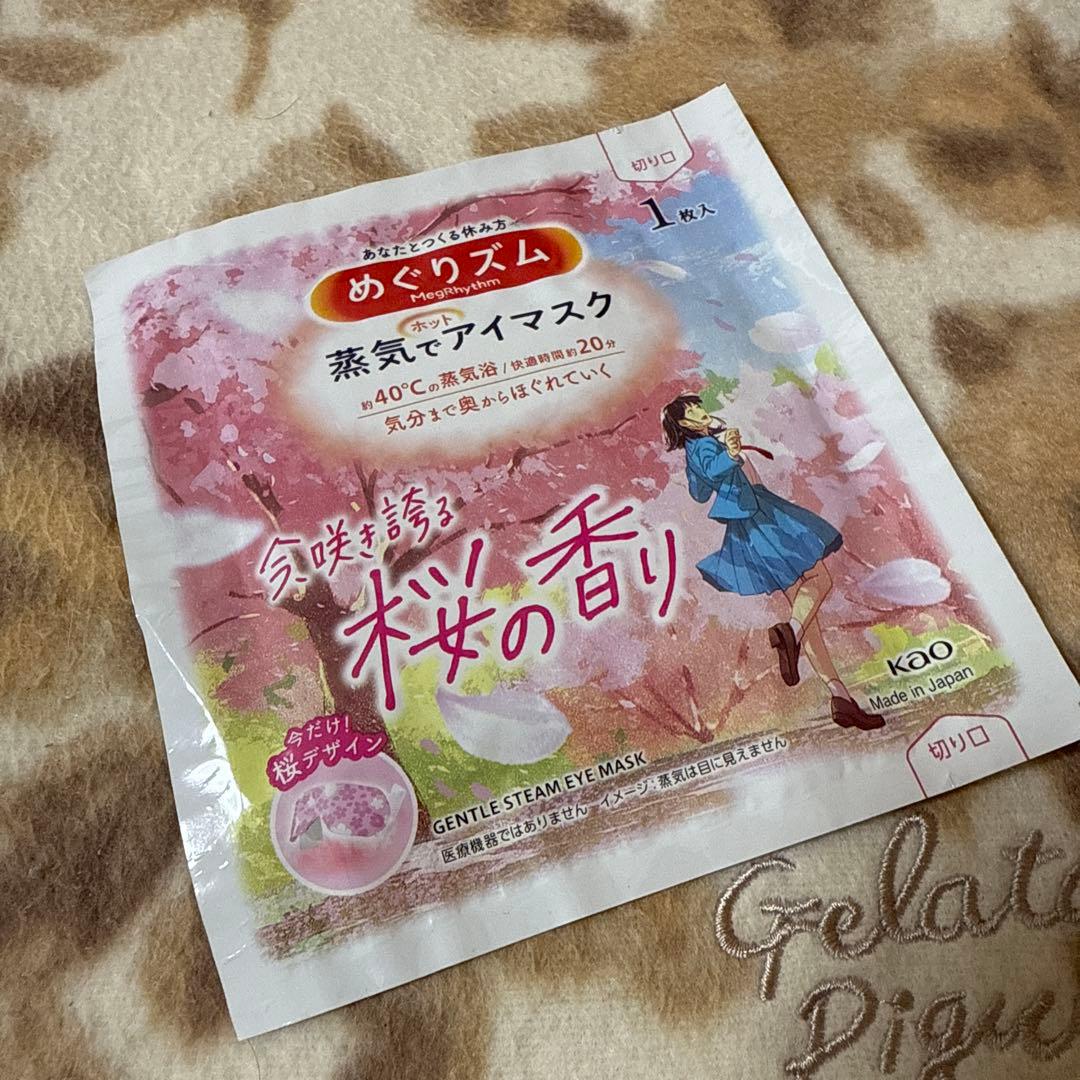 切り口
1枚入
あなたとつくる休み方
めぐりズム
MegRhythm
ホット
蒸気でアイマスク
約40℃の蒸気浴/快適時間約20分
気分まで奥からほぐれていく
今、咲き誇る
桜の香り
Kao
Made in Japan
今だけ!
桜デザイン
切り口
GENTLE STEAM EYE MASK
医療機器ではありません イメージ:蒸気は目に見えません
Gelato
Piqu